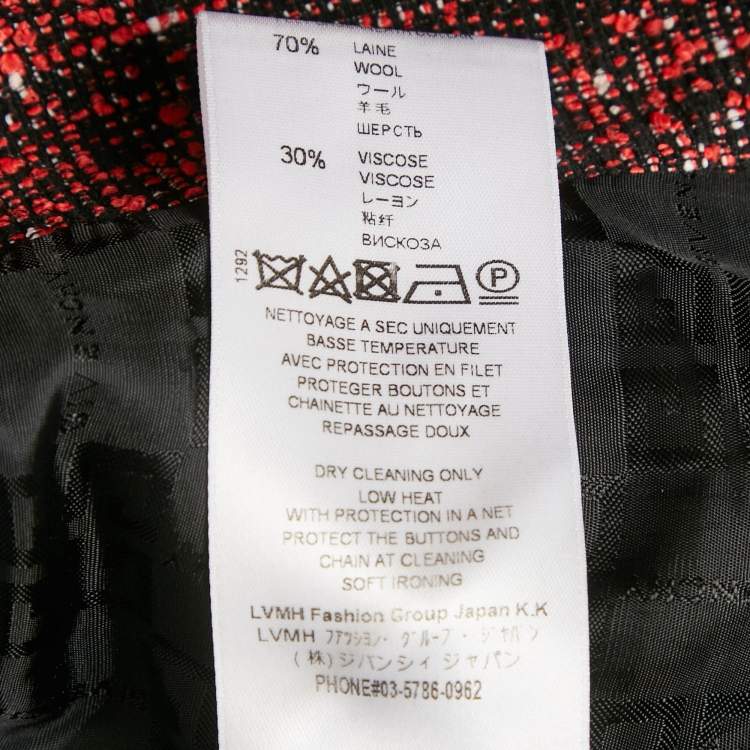 70% LAINE
WOOL
ウール
羊毛
ШЕРСТЬ
30% VISCOSE
VISCOSE
レーヨン
粘纤
ВИСКОЗА
1292
P
NETTOYAGE A SEC UNIQUEMENT
BASSE TEMPERATURE
AVEC PROTECTION EN FILET
PROTEGER BOUTONS ET
CHAINETTE AU NETTOYAGE
REPASSAGE DOUX
DRY CLEANING ONLY
LOW HEAT
WITH PROTECTION IN A NET
PROTECT THE BUTTONS AND
CHAIN AT CLEANING
SOFT IRONING
LVMH Fashion Group Japan K.K
LVMH ファッション・グループ・ジャパン
(株)ジバンシィ ジャパン
PHONE#03-5786-0962